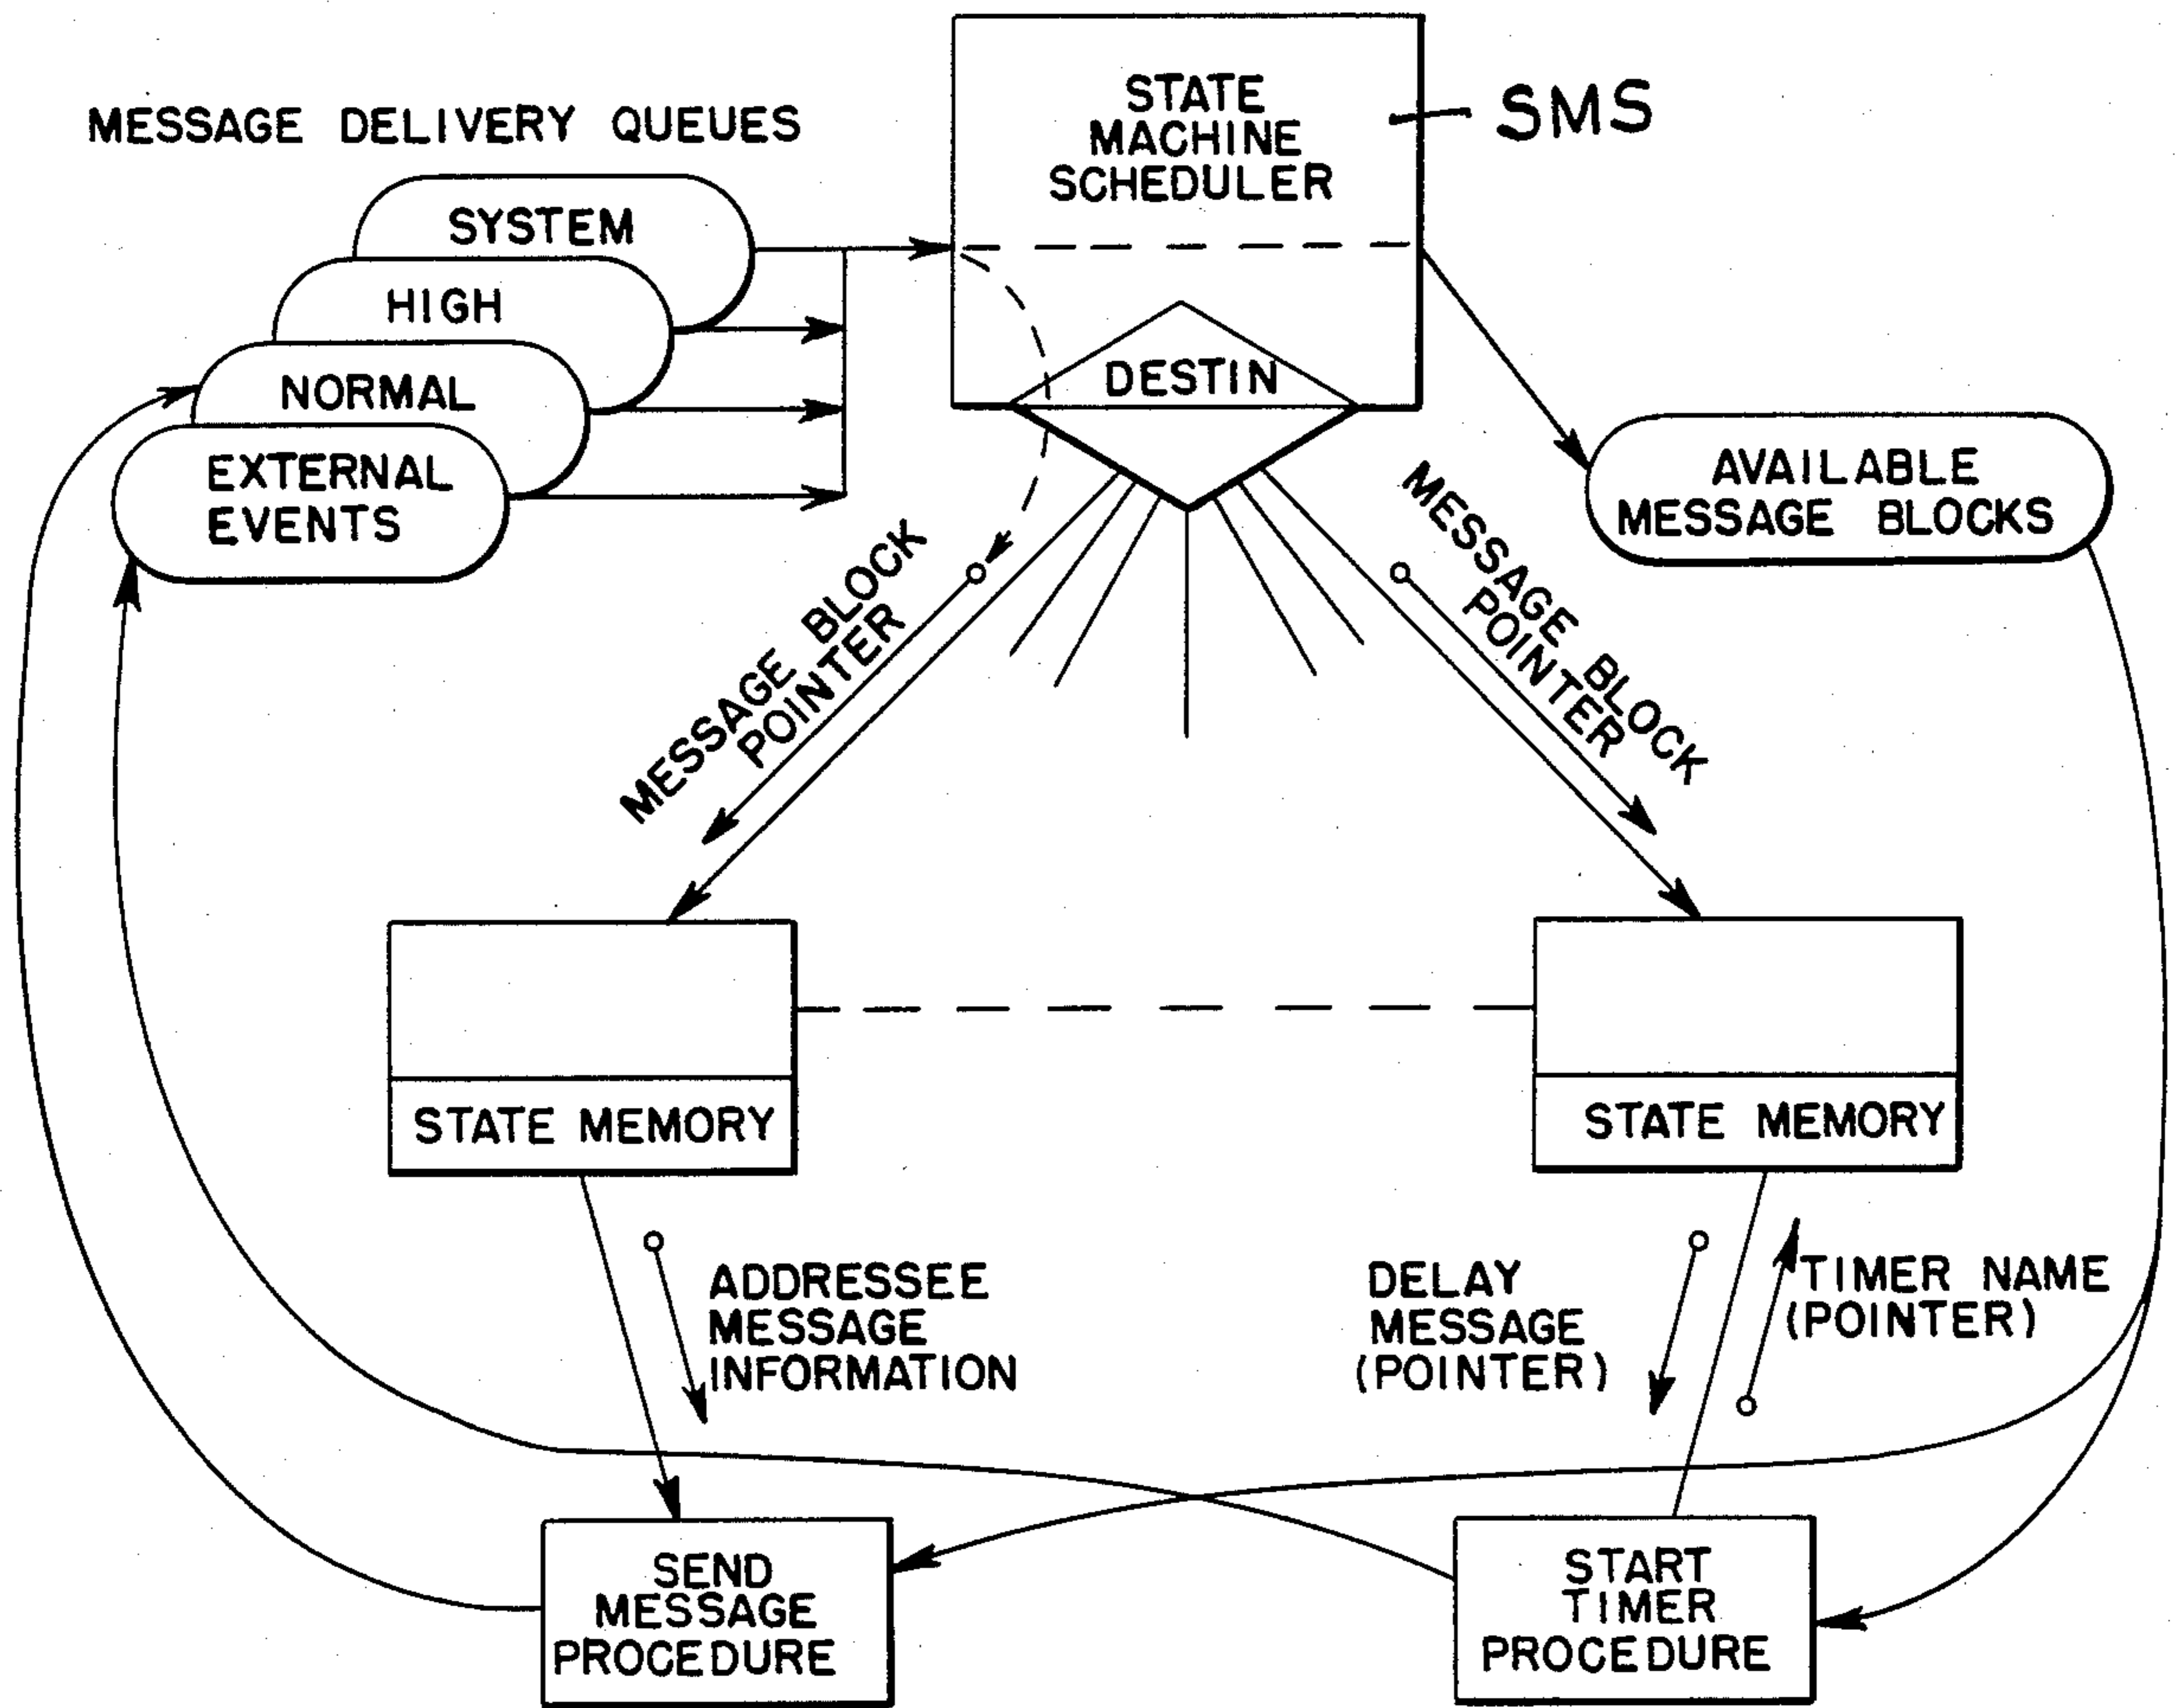 STATE
MACHINE
SCHEDULER
SMS
MESSAGE DELIVERY QUEUES
SYSTEM
HIGH
NORMAL
EXTERNAL
EVENTS
DESTIN
AVAILABLE
MESSAGE BLOCKS
MESSAGE BLOCK
POINTER
MESSAGE BLOCK
POINTER
STATE MEMORY
STATE MEMORY
ADDRESSEE
MESSAGE
INFORMATION
DELAY
MESSAGE
(POINTER)
TIMER NAME
(POINTER)
SEND
MESSAGE
PROCEDURE
START
TIMER
PROCEDURE